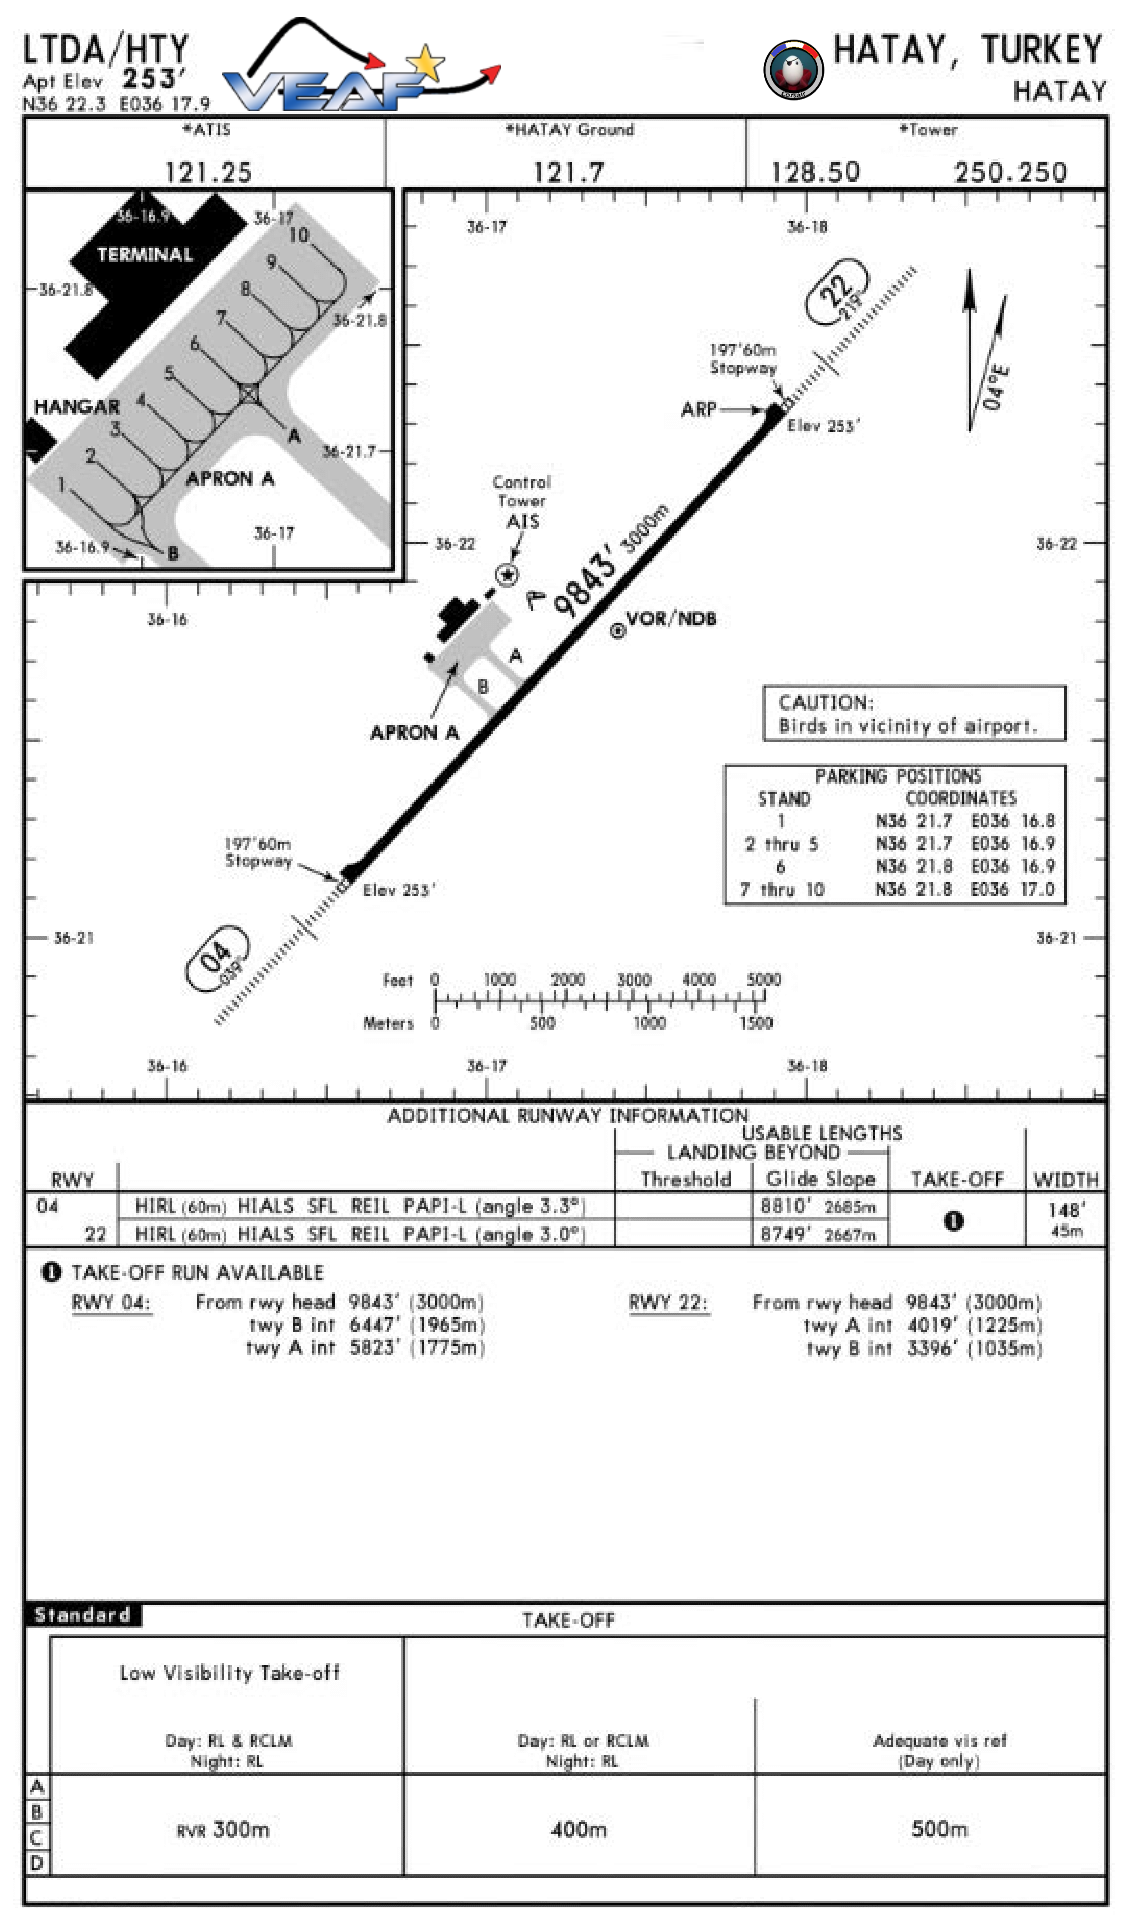 LTDA/HTY
Apt Elev 253'
N36 22.3 E036 17.9
VEAF
HATAY, TURKEY
HATAY
*ATIS
121.25
*HATAY Ground
121.7
*Tower
128.50 250.250
36-16.9
36-17
TERMINAL
10
9
36-21.8
8
36-21.8
7
6
5
HANGAR
4
3
A
36-21.7
2
1
APRON A
36-17
36-16.9
B
36-17
36-18
22
219°
197'60m
Stopway
ARP
Elev 253'
04°E
Control
Tower
AIS
9843' 3000m
36-22
36-22
36-16
VOR/NDB
A
B
APRON A
CAUTION:
Birds in vicinity of airport.
PARKING POSITIONS
STAND COORDINATES
1 N36 21.7 E036 16.8
2 thru 5 N36 21.7 E036 16.9
6 N36 21.8 E036 16.9
7 thru 10 N36 21.8 E036 17.0
197'60m
Stopway
Elev 253'
36-21
36-21
04
039°
Feet 0 1000 2000 3000 4000 5000
Meters 0 500 1000 1500
36-16
36-17
36-18
ADDITIONAL RUNWAY INFORMATION
USABLE LENGTHS
LANDING BEYOND
RWY Threshold Glide Slope TAKE-OFF WIDTH
04 HIRL (60m) HIALS SFL REIL PAPI-L (angle 3.3°) 8810' 2685m 1 148'
22 HIRL (60m) HIALS SFL REIL PAPI-L (angle 3.0°) 8749' 2667m 45m
1 TAKE-OFF RUN AVAILABLE
RWY 04: From rwy head 9843' (3000m)
twy B int 6447' (1965m)
twy A int 5823' (1775m)
RWY 22: From rwy head 9843' (3000m)
twy A int 4019' (1225m)
twy B int 3396' (1035m)
Standard
TAKE-OFF
Low Visibility Take-off
Day: RL & RCLM
Night: RL
Day: RL or RCLM
Night: RL
Adequate vis ref
(Day only)
A
B
C
D
RVR 300m
400m
500m